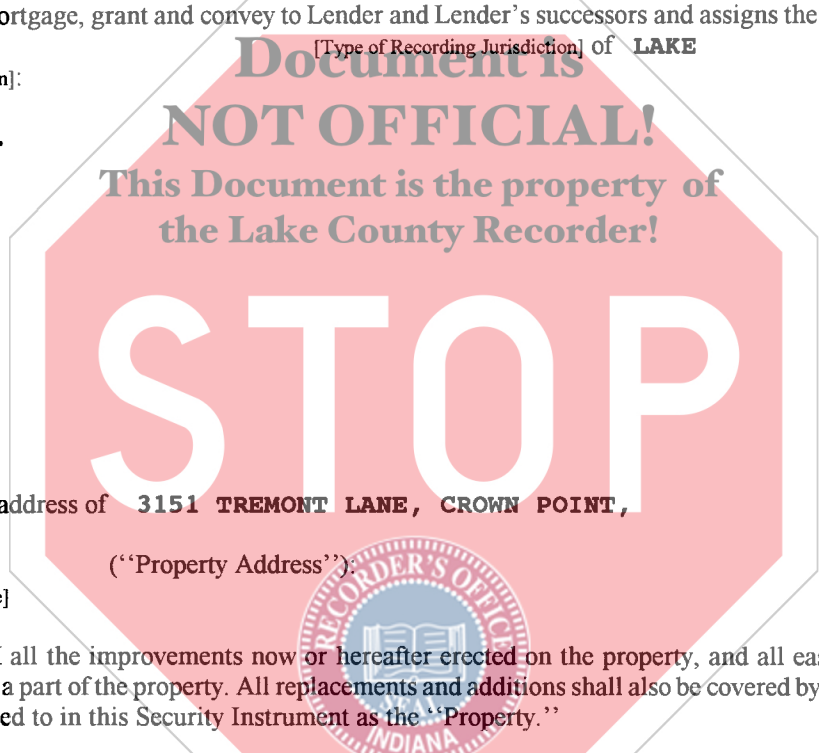 ortgage, grant and convey to Lender and Lender’s successors and assigns the
[Type of Recording Jurisdiction] of LAKE
Document is
n]:
NOT OFFICIAL!
This Document is the property of
the Lake County Recorder!
STOP
address of 3151 TREMONT LANE, CROWN POINT,
(‘‘Property Address’’):
RECORDER'S OFFICE
e]
all the improvements now or hereafter erected on the property, and all eas
a part of the property. All replacements and additions shall also be covered by
ed to in this Security Instrument as the ‘‘Property.’’
SEAL
INDIANA